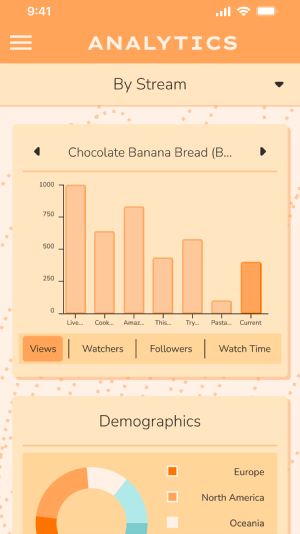 9:41
ANALYTICS
By Stream
Chocolate Banana Bread (B...
1000
750
500
250
0
Live... Cook... Amaz... This... Try... Pasta... Current
Views Watchers Followers Watch Time
Demographics
Europe
North America
Oceania